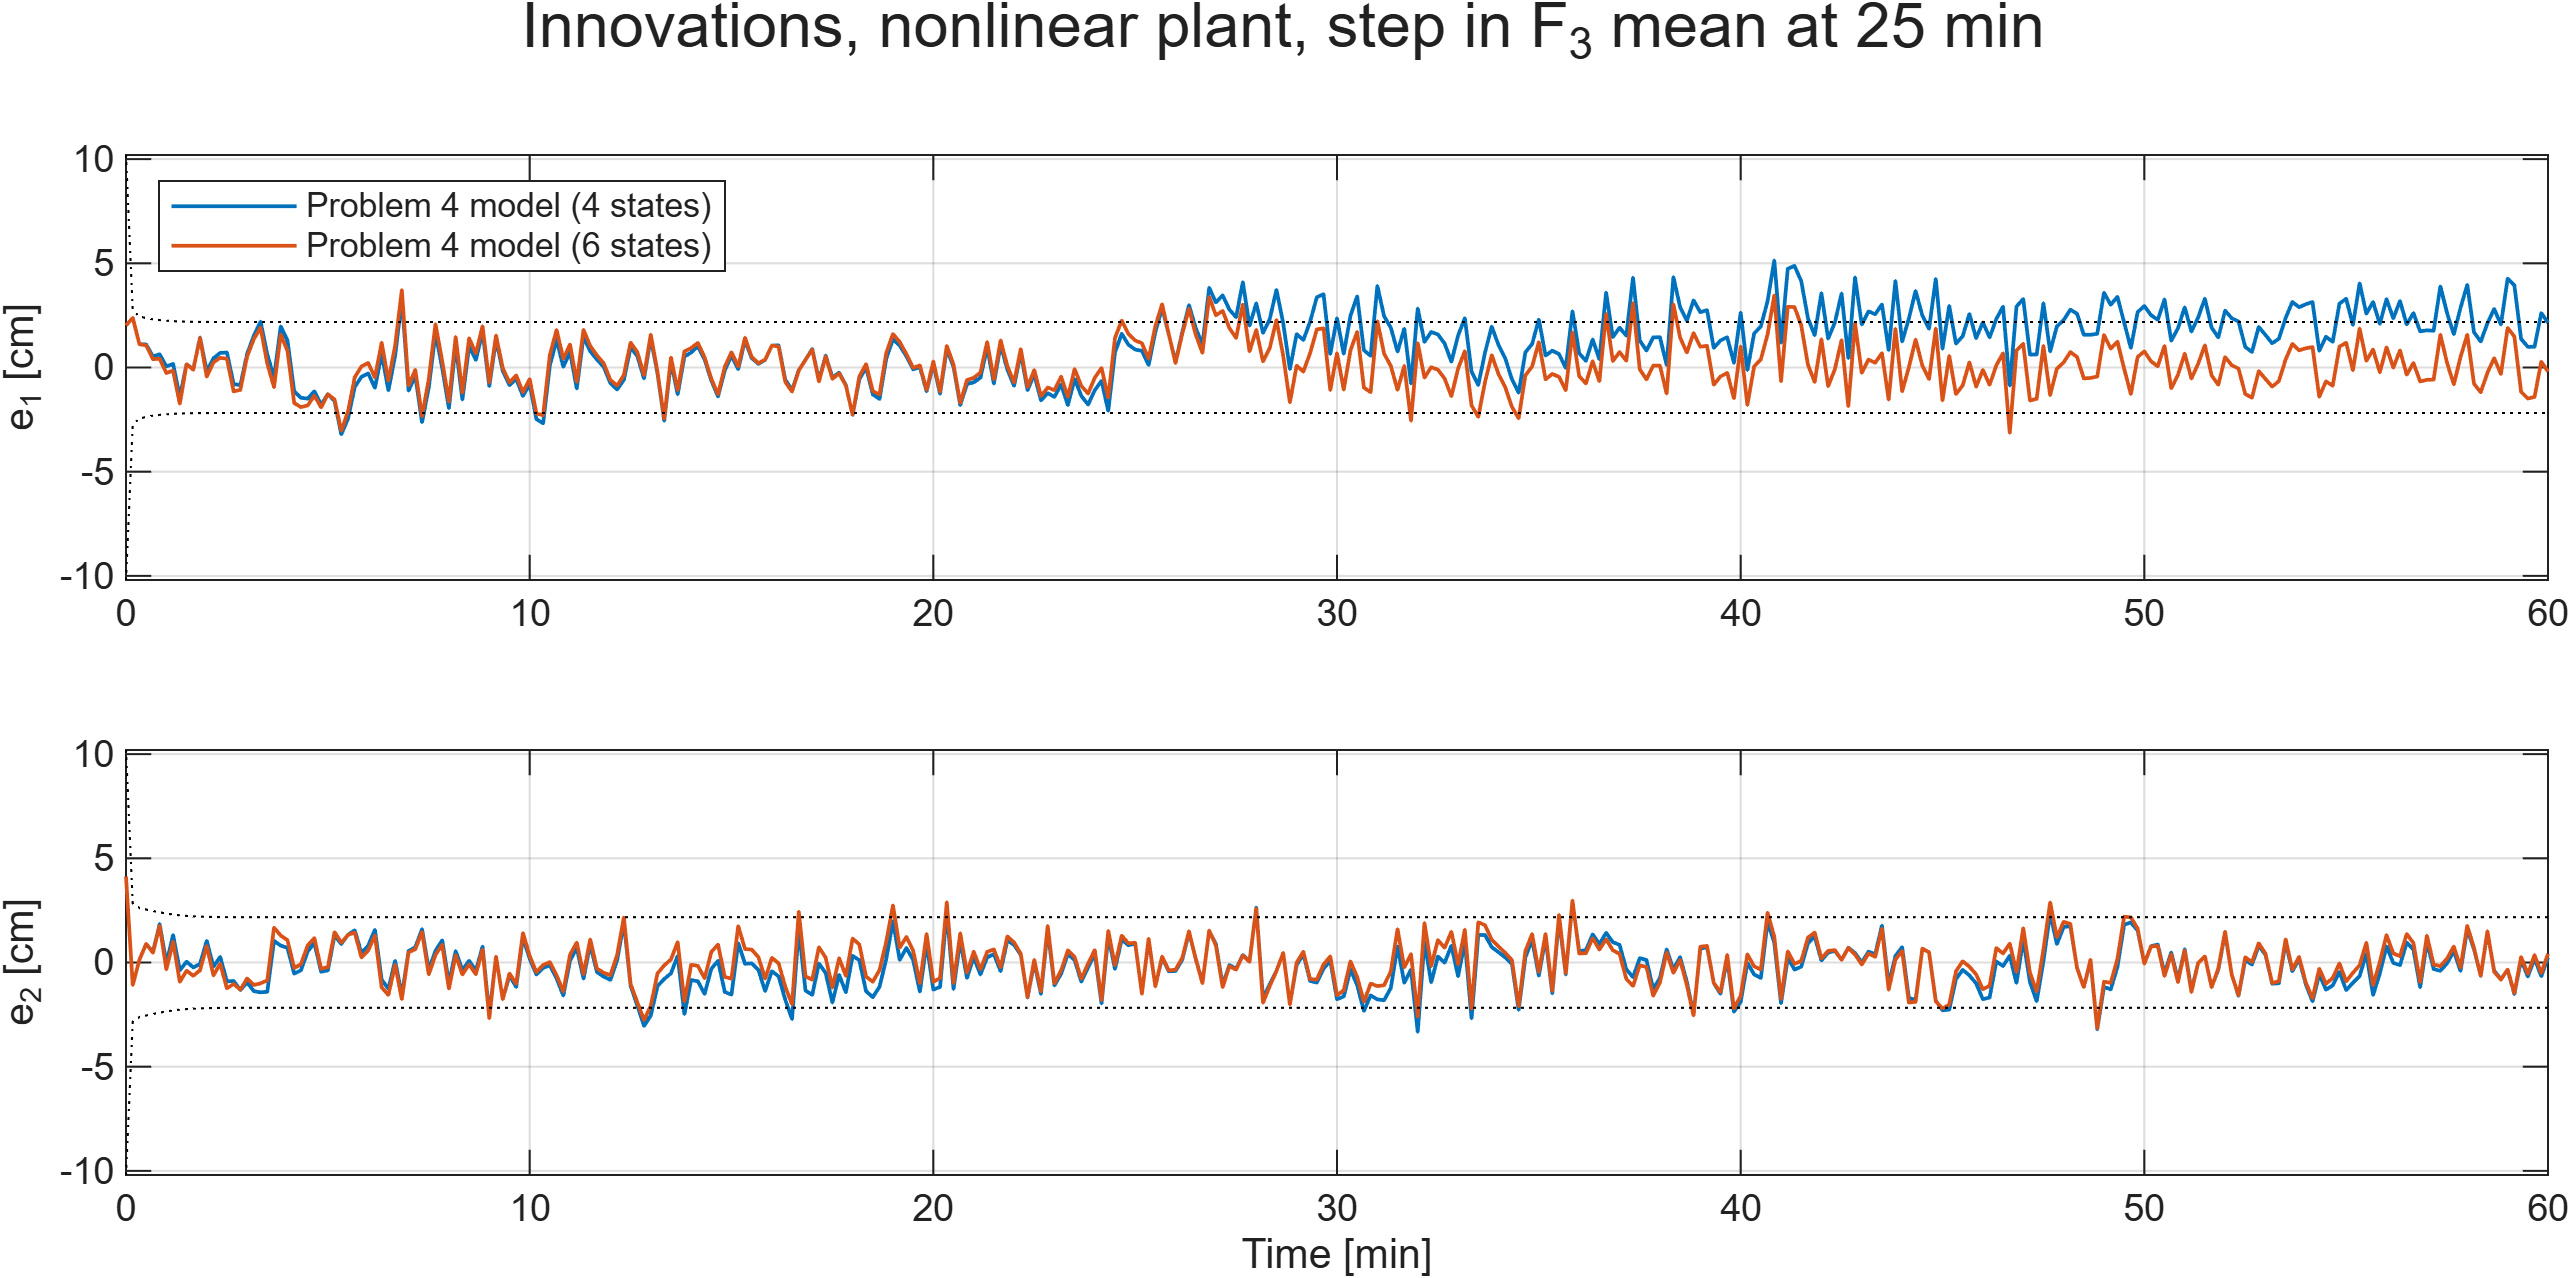 Innovations, nonlinear plant, step in F₃ mean at 25 min
10
5
0
-5
-10
e₁ [cm]
Problem 4 model (4 states)
Problem 4 model (6 states)
0 10 20 30 40 50 60
10
5
0
-5
-10
e₂ [cm]
0 10 20 30 40 50 60
Time [min]